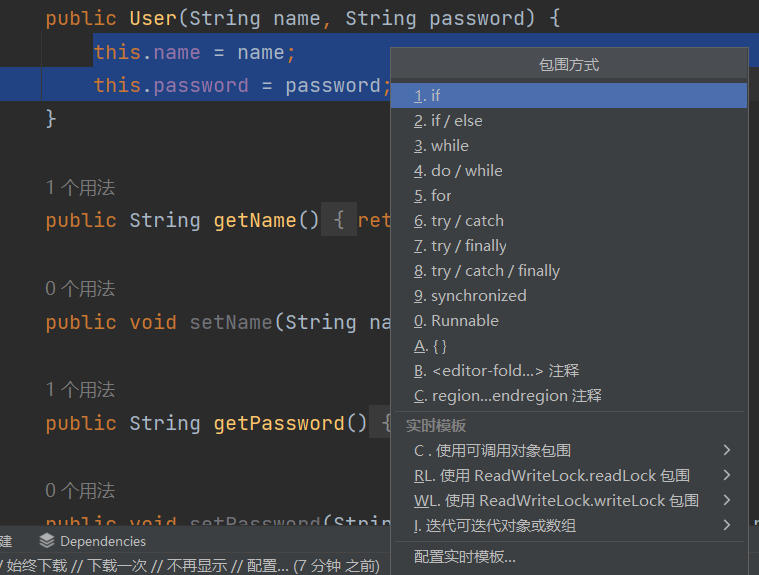 public User(String name, String password) {
this.name = name;
this.password = password;
}
1 个用法
public String getName() { ret
0 个用法
public void setName(String na
1 个用法
public String getPassword() {
0 个用法
public void setPassword(Strin
包围方式
1. if
2. if / else
3. while
4. do / while
5. for
6. try / catch
7. try / finally
8. try / catch / finally
9. synchronized
0. Runnable
A. { }
B. <editor-fold...> 注释
C. region...endregion 注释
实时模板
C . 使用可调用对象包围
RL. 使用 ReadWriteLock.readLock 包围
WL. 使用 ReadWriteLock.writeLock 包围
I. 迭代可迭代对象或数组
配置实时模板...
建 Dependencies
/ 始终下载 // 下载一次 // 不再显示 // 配置... (7 分钟 之前)